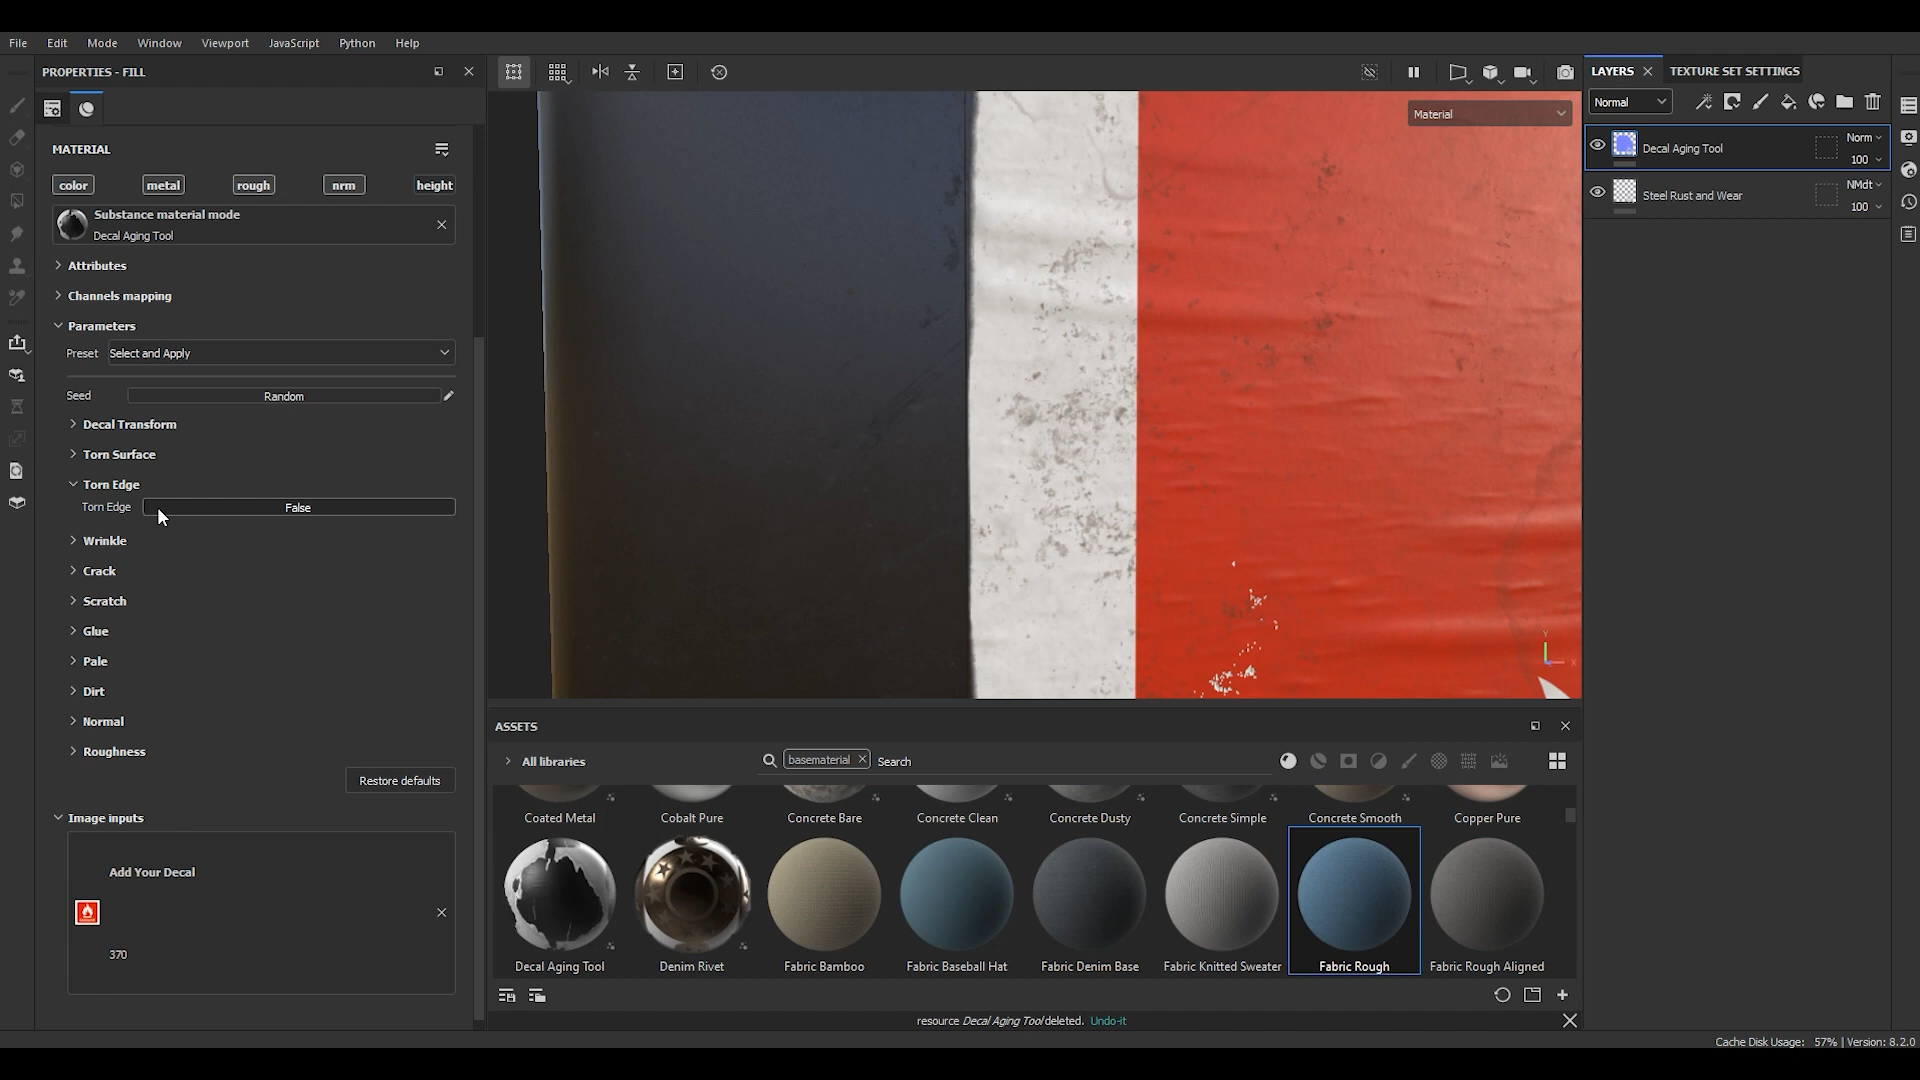 File Edit Mode Window Viewport JavaScript Python Help
PROPERTIES - FILL
MATERIAL
color metal rough nrm height
Substance material mode
Decal Aging Tool
Attributes
Channels mapping
Parameters
Preset Select and Apply
Seed Random
Decal Transform
Torn Surface
Torn Edge
Torn Edge False
Wrinkle
Crack
Scratch
Glue
Pale
Dirt
Normal
Roughness
Restore defaults
Image inputs
Add Your Decal
370
Material
Y
X
ASSETS
All libraries
basematerial Search
Coated Metal Cobalt Pure Concrete Bare Concrete Clean Concrete Dusty Concrete Simple Concrete Smooth Copper Pure
Decal Aging Tool Denim Rivet Fabric Bamboo Fabric Baseball Hat Fabric Denim Base Fabric Knitted Sweater Fabric Rough Fabric Rough Aligned
resource Decal Aging Tool deleted. Undo-it
LAYERS TEXTURE SET SETTINGS
Normal
Decal Aging Tool Norm
100
Steel Rust and Wear NMdt
100
Cache Disk Usage: 57% | Version: 8.2.0